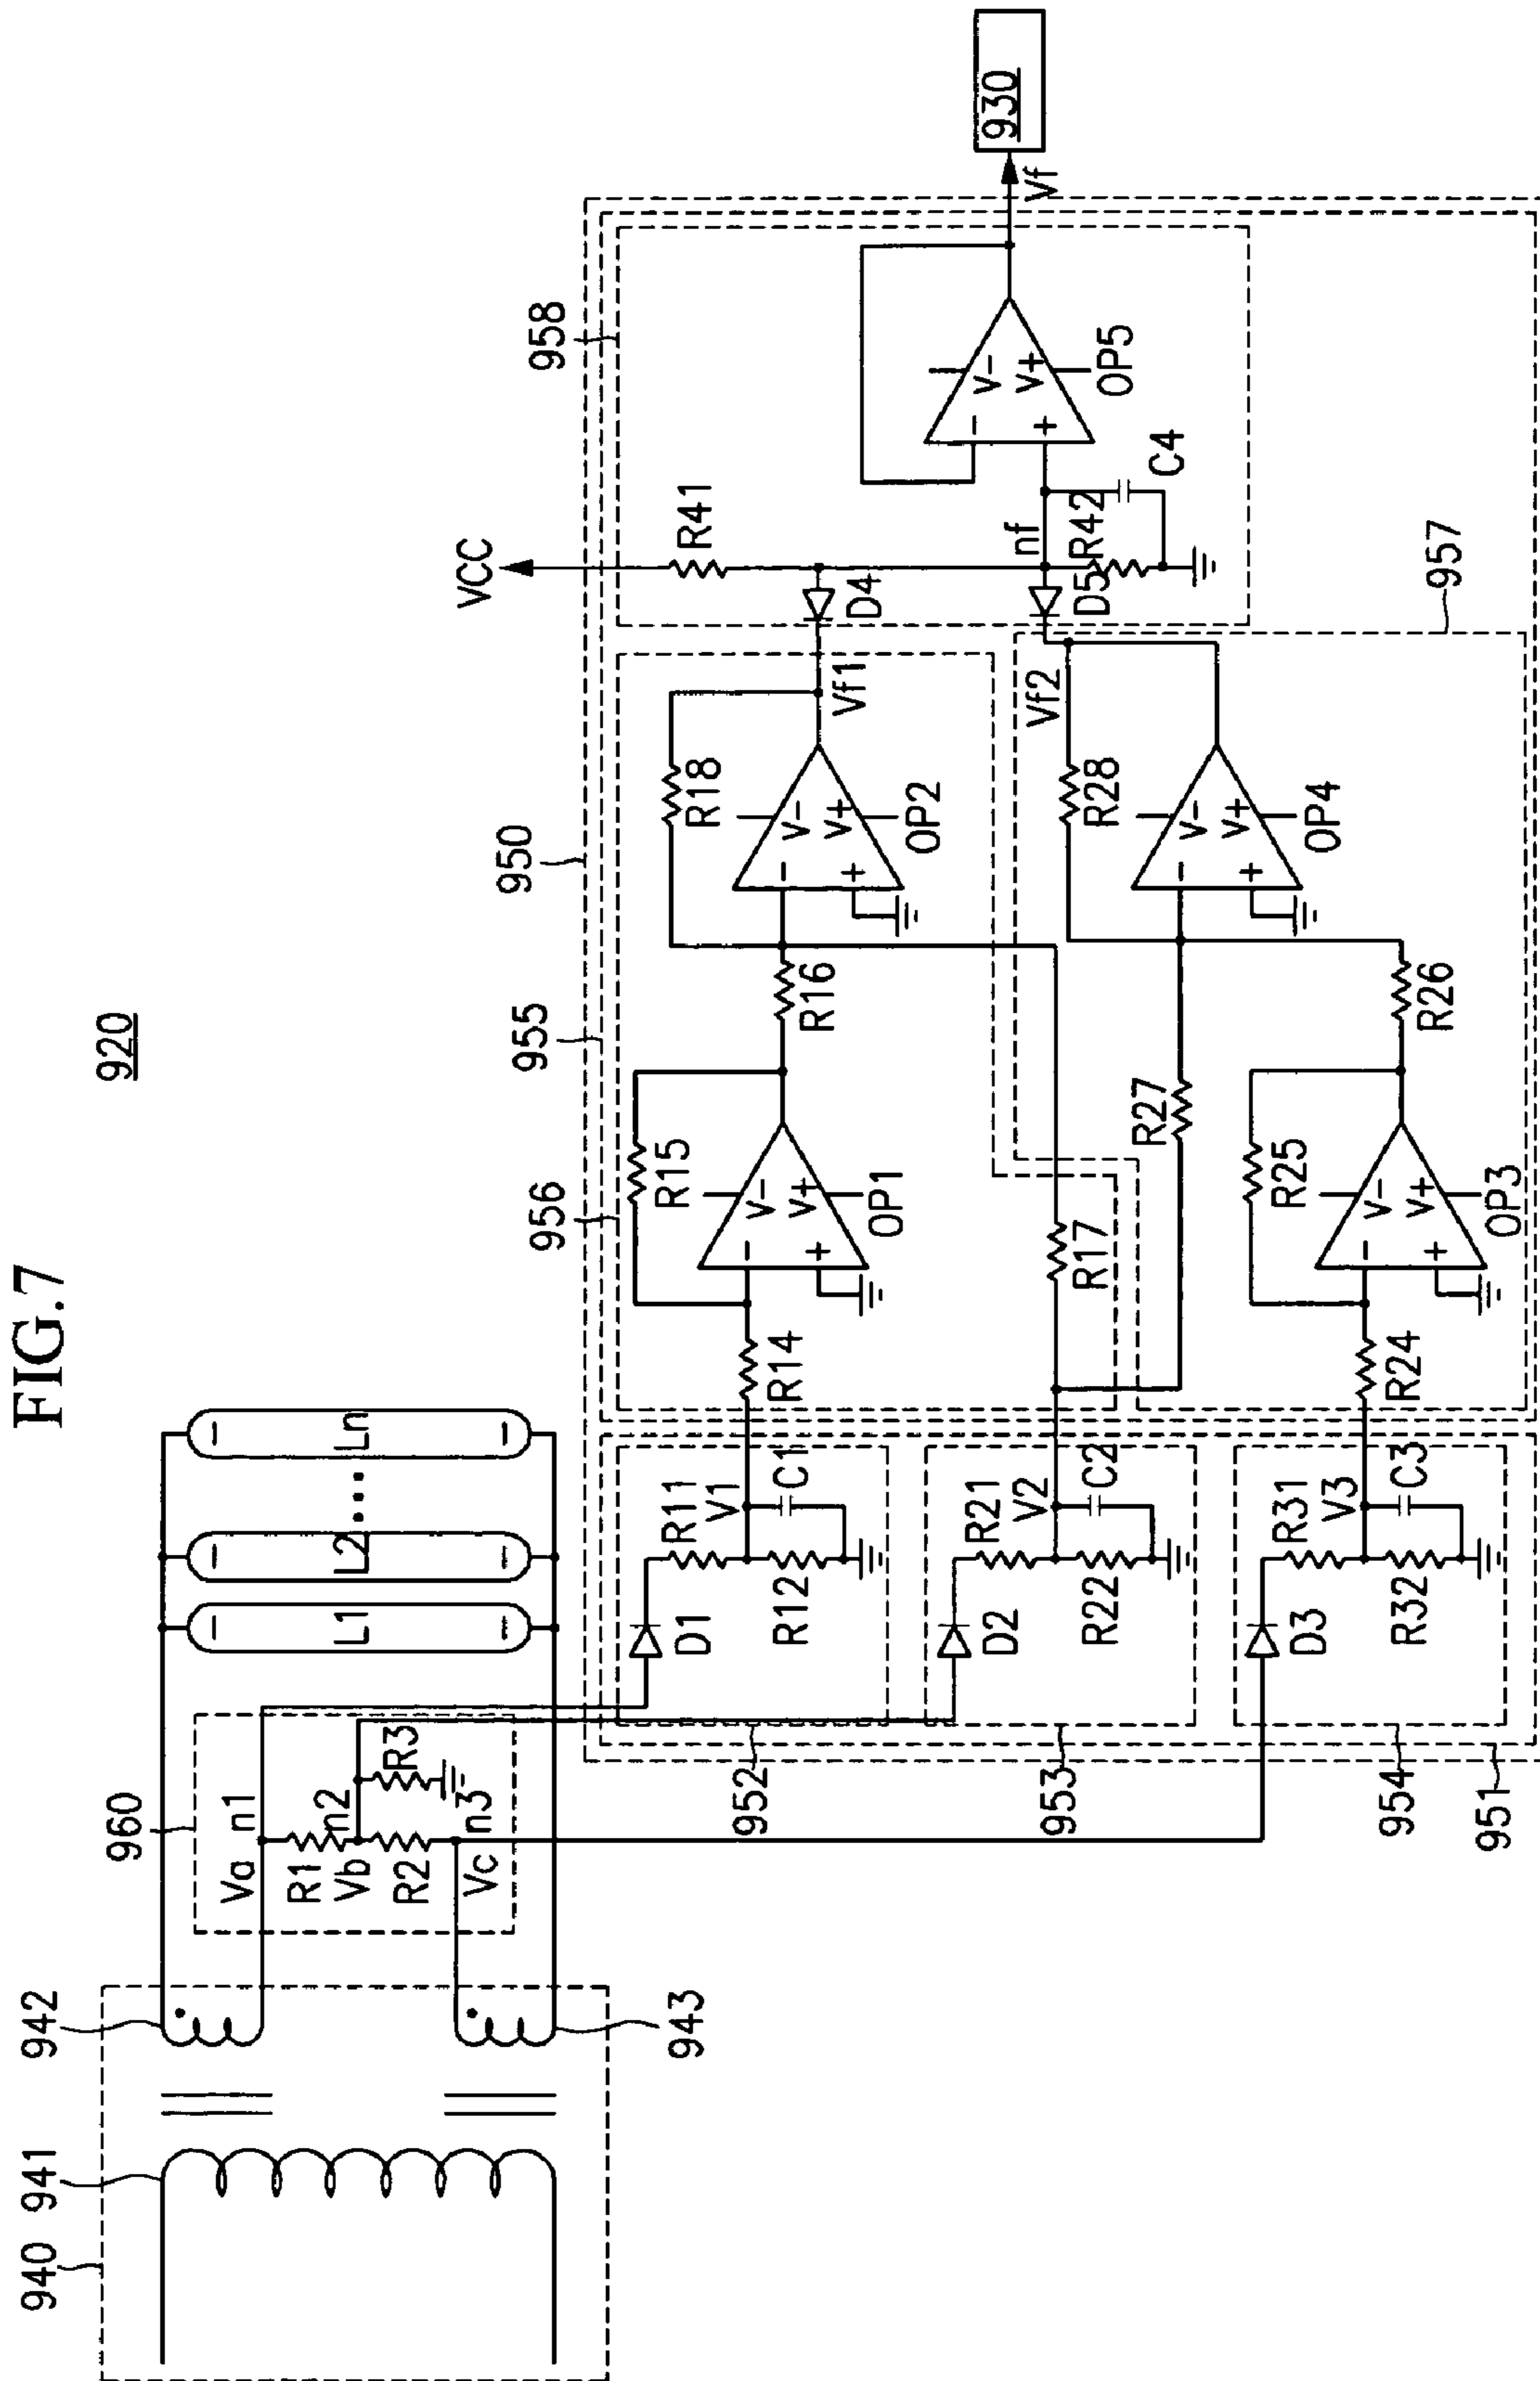 FIG.7
920
940
941
942
943
960
Va
n1
R1
Vb
n2
R3
R2
Vc
n3
L1
L2
Ln
950
951
952
953
954
955
956
957
958
D1
R11
V1
R12
C1
D2
R21
V2
R22
C2
D3
R31
V3
R32
C3
R14
R15
−
+
V−
V+
OP1
R16
R17
R18
−
+
V−
V+
OP2
Vf1
R24
R25
−
+
V−
V+
OP3
R26
R27
R28
−
+
V−
V+
OP4
Vf2
VCC
R41
D4
nf
D5
R42
C4
−
+
V−
V+
OP5
Vf
930